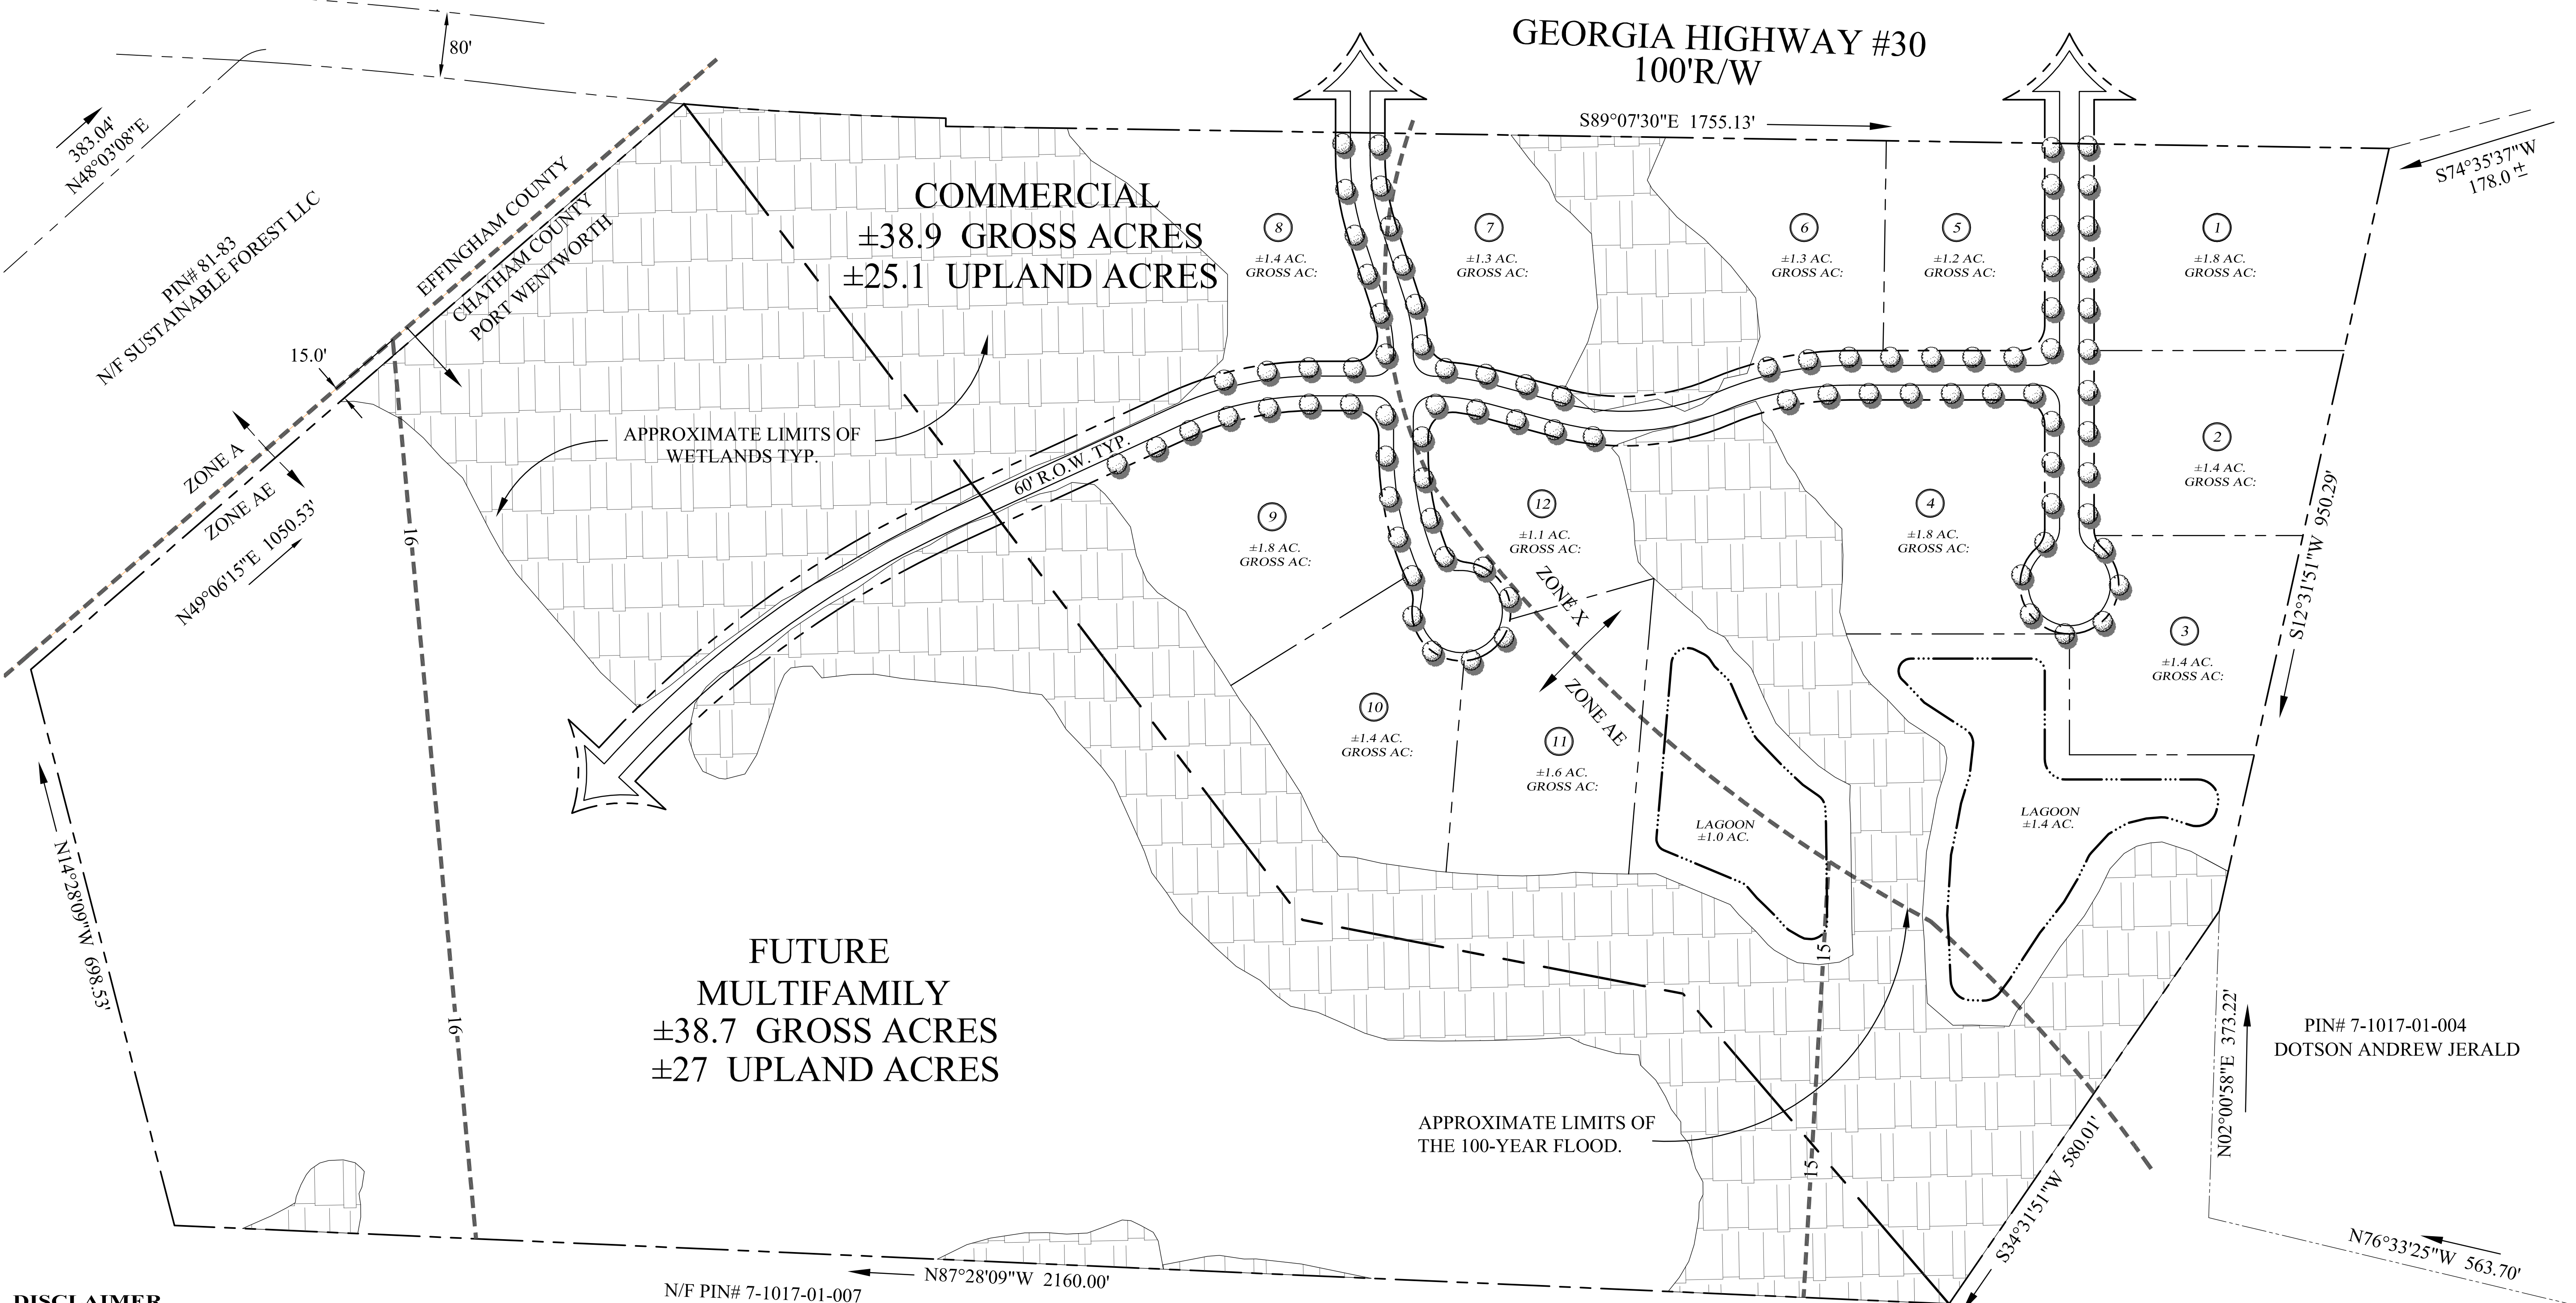 80'
GEORGIA HIGHWAY #30
100'R/W
S89°07'30"E  1755.13'
383.04'
N48°03'08"E
S74°35'37"W
178.0 ±
PIN# 81-83
N/F SUSTAINABLE FOREST LLC
EFFINGHAM COUNTY
CHATHAM COUNTY
PORT WENTWORTH
COMMERCIAL
±38.9  GROSS ACRES
±25.1  UPLAND ACRES
8
±1.4 AC.
GROSS AC:
7
±1.3 AC.
GROSS AC:
6
±1.3 AC.
GROSS AC:
5
±1.2 AC.
GROSS AC:
1
±1.8 AC.
GROSS AC:
15.0'
APPROXIMATE LIMITS OF
WETLANDS TYP.
60' R.O.W. TYP.
ZONE A
ZONE AE
N49°06'15"E  1050.53'
16
9
±1.8 AC.
GROSS AC:
12
±1.1 AC.
GROSS AC:
4
±1.8 AC.
GROSS AC:
2
±1.4 AC.
GROSS AC:
S12°31'51"W  950.29'
ZONE X
ZONE AE
3
±1.4 AC.
GROSS AC:
10
±1.4 AC.
GROSS AC:
11
±1.6 AC.
GROSS AC:
LAGOON
±1.0 AC.
LAGOON
±1.4 AC.
N14°28'09"W  698.53'
FUTURE
MULTIFAMILY
±38.7  GROSS ACRES
±27  UPLAND ACRES
16
15
APPROXIMATE LIMITS OF
THE 100-YEAR FLOOD.
15
N02°00'58"E  373.22'
PIN# 7-1017-01-004
DOTSON ANDREW JERALD
S34°31'51"W  580.01'
N76°33'25"W  563.70'
N87°28'09"W  2160.00'
N/F PIN# 7-1017-01-007
DISCLAIMER